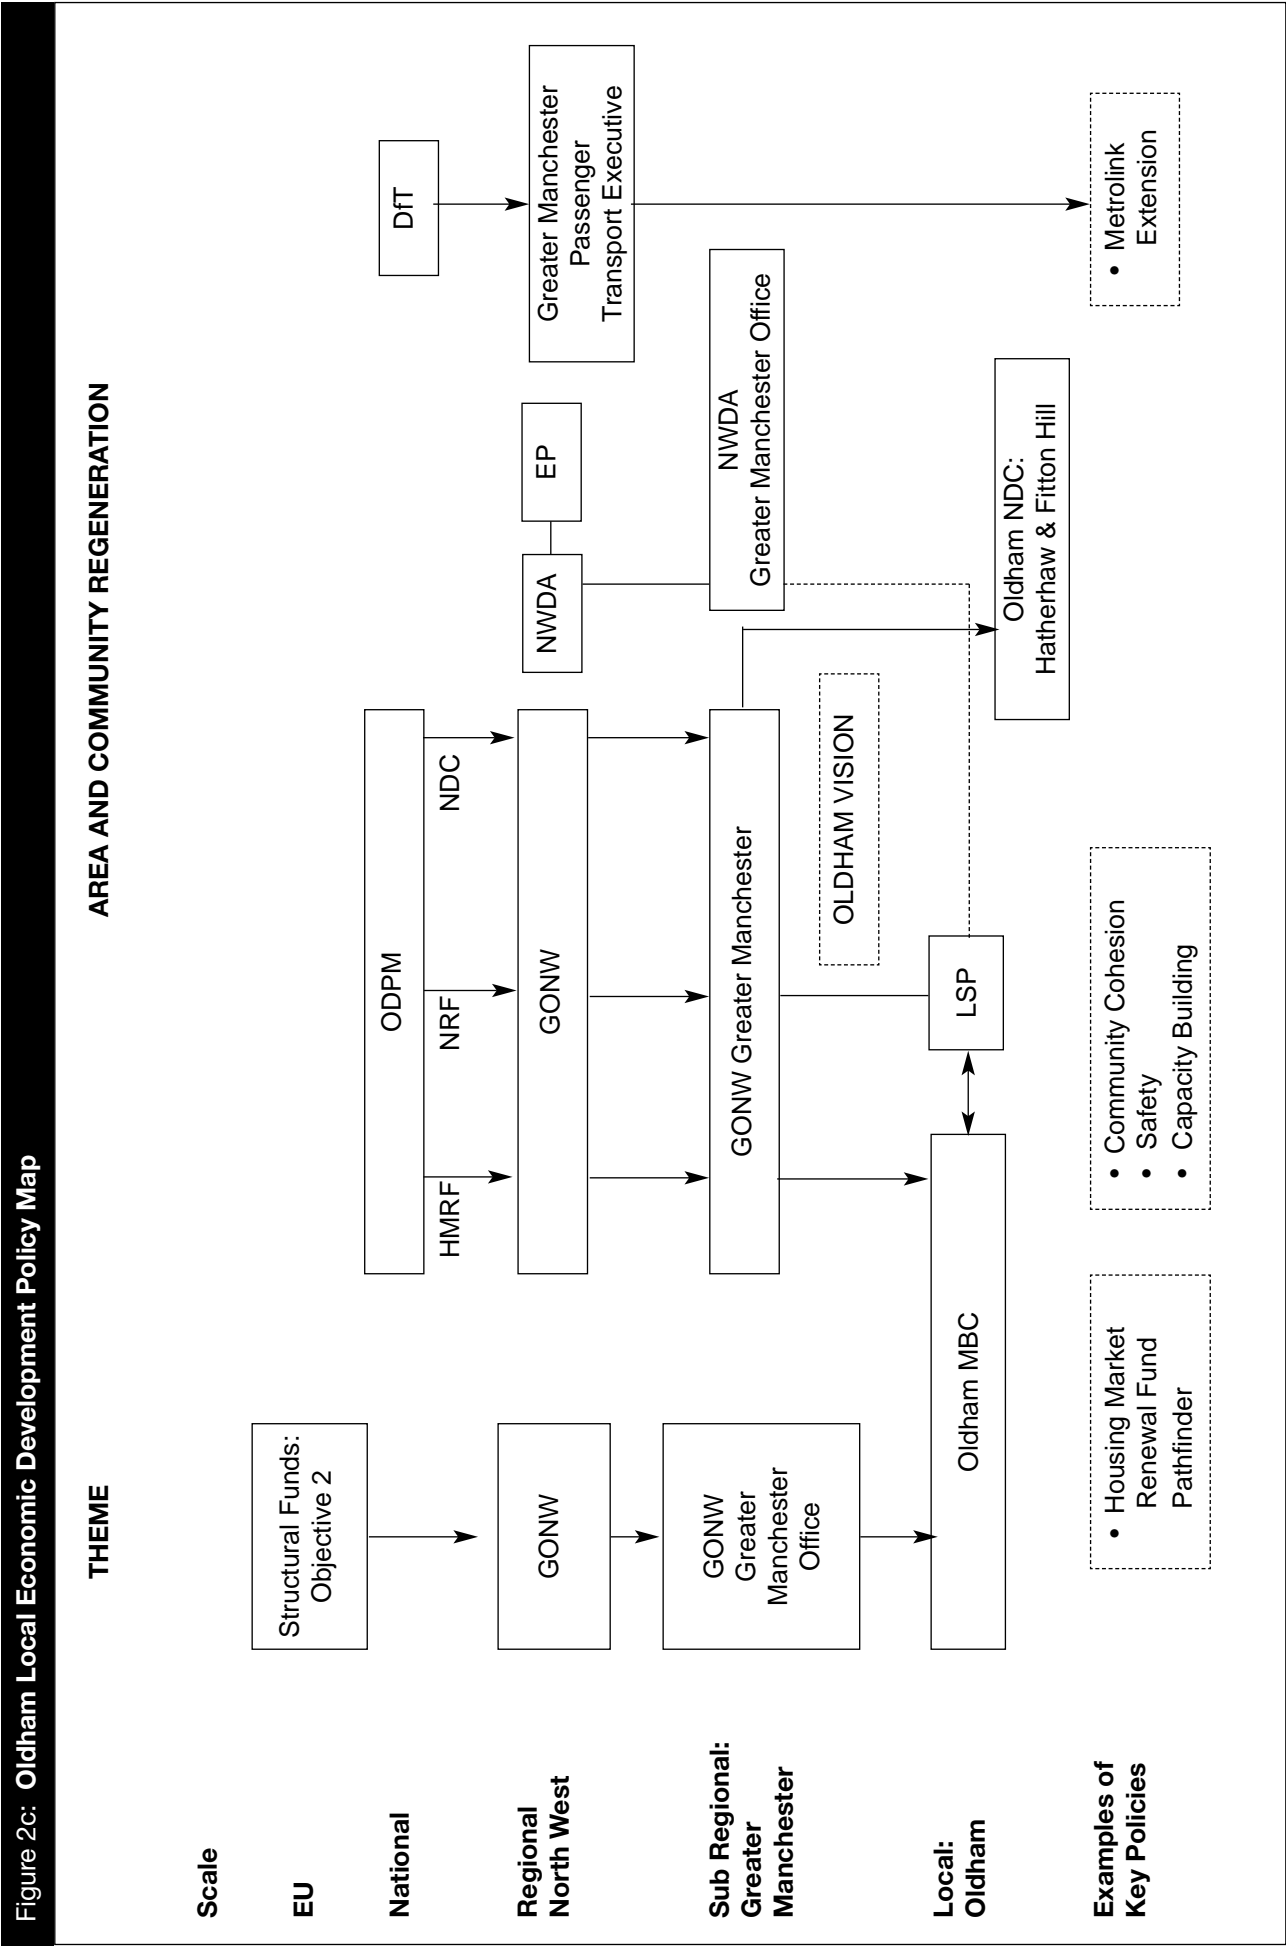 Figure 2c: Oldham Local Economic Development Policy Map
THEME
AREA AND COMMUNITY REGENERATION
Scale
EU
Structural Funds:
Objective 2
National
ODPM
DfT
HMRF
NRF
NDC
Regional
North West
GONW
GONW
NWDA
EP
Greater Manchester
Passenger
Transport Executive
Sub Regional:
Greater
Manchester
GONW
Greater
Manchester
Office
GONW Greater Manchester
NWDA
Greater Manchester Office
OLDHAM VISION
Local:
Oldham
Oldham MBC
LSP
Oldham NDC:
Hatherhaw & Fitton Hill
Examples of
Key Policies
• Housing Market
Renewal Fund
Pathfinder
• Community Cohesion
• Safety
• Capacity Building
• Metrolink
Extension